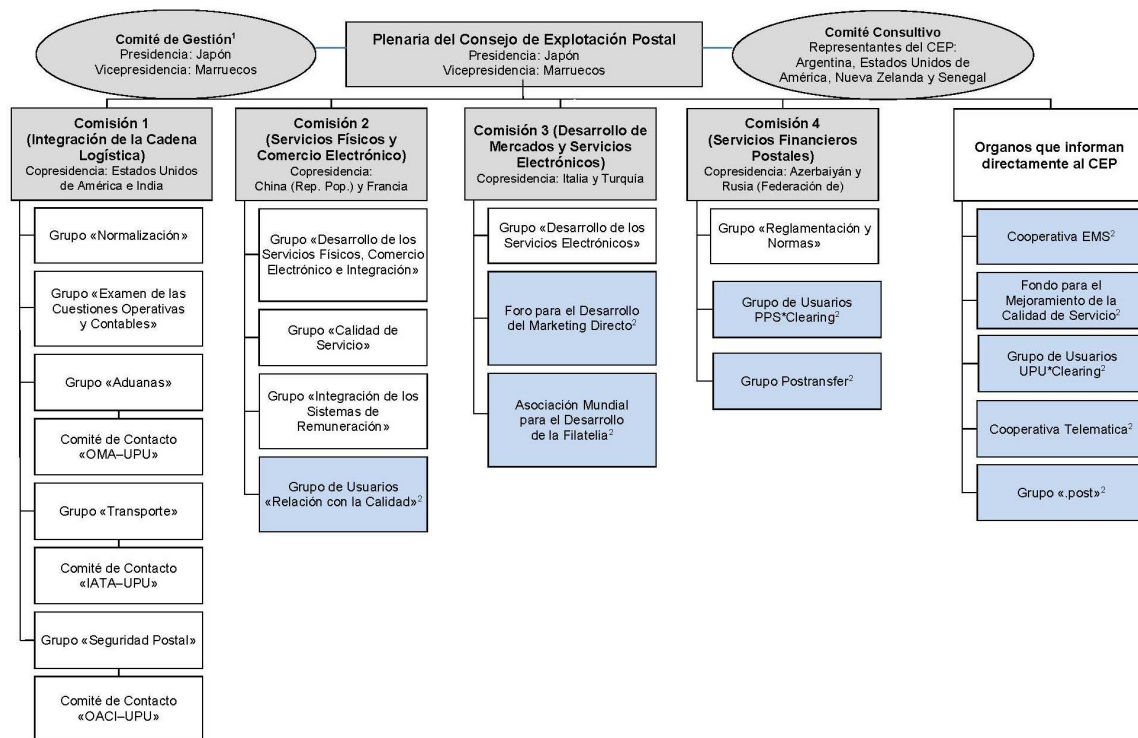 Comité de Gestión¹
Presidencia: Japón
Vicepresidencia: Marruecos
Plenaria del Consejo de Explotación Postal
Presidencia: Japón
Vicepresidencia: Marruecos
Comité Consultivo
Representantes del CEP:
Argentina, Estados Unidos de
América, Nueva Zelanda y Senegal
Comisión 1
(Integración de la Cadena
Logística)
Copresidencia: Estados Unidos
de América e India
Grupo «Normalización»
Grupo «Examen de las
Cuestiones Operativas
y Contables»
Grupo «Aduanas»
Comité de Contacto
«OMA–UPU»
Grupo «Transporte»
Comité de Contacto
«IATA–UPU»
Grupo «Seguridad Postal»
Comité de Contacto
«OACI–UPU»
Comisión 2
(Servicios Físicos y
Comercio Electrónico)
Copresidencia:
China (Rep. Pop.) y Francia
Grupo «Desarrollo de los
Servicios Físicos, Comercio
Electrónico e Integración»
Grupo «Calidad de
Servicio»
Grupo «Integración de los
Sistemas de
Remuneración»
Grupo de Usuarios
«Relación con la Calidad»²
Comisión 3 (Desarrollo de
Mercados y Servicios
Electrónicos)
Copresidencia: Italia y Turquía
Grupo «Desarrollo de los
Servicios Electrónicos»
Foro para el Desarrollo
del Marketing Directo²
Asociación Mundial
para el Desarrollo
de la Filatelia²
Comisión 4
(Servicios Financieros
Postales)
Copresidencia: Azerbaiyán y
Rusia (Federación de)
Grupo «Reglamentación y
Normas»
Grupo de Usuarios
PPS*Clearing²
Grupo Postransfer²
Organos que informan
directamente al CEP
Cooperativa EMS²
Fondo para el
Mejoramiento de la
Calidad de Servicio²
Grupo de Usuarios
UPU*Clearing²
Cooperativa Telematica²
Grupo «.post»²